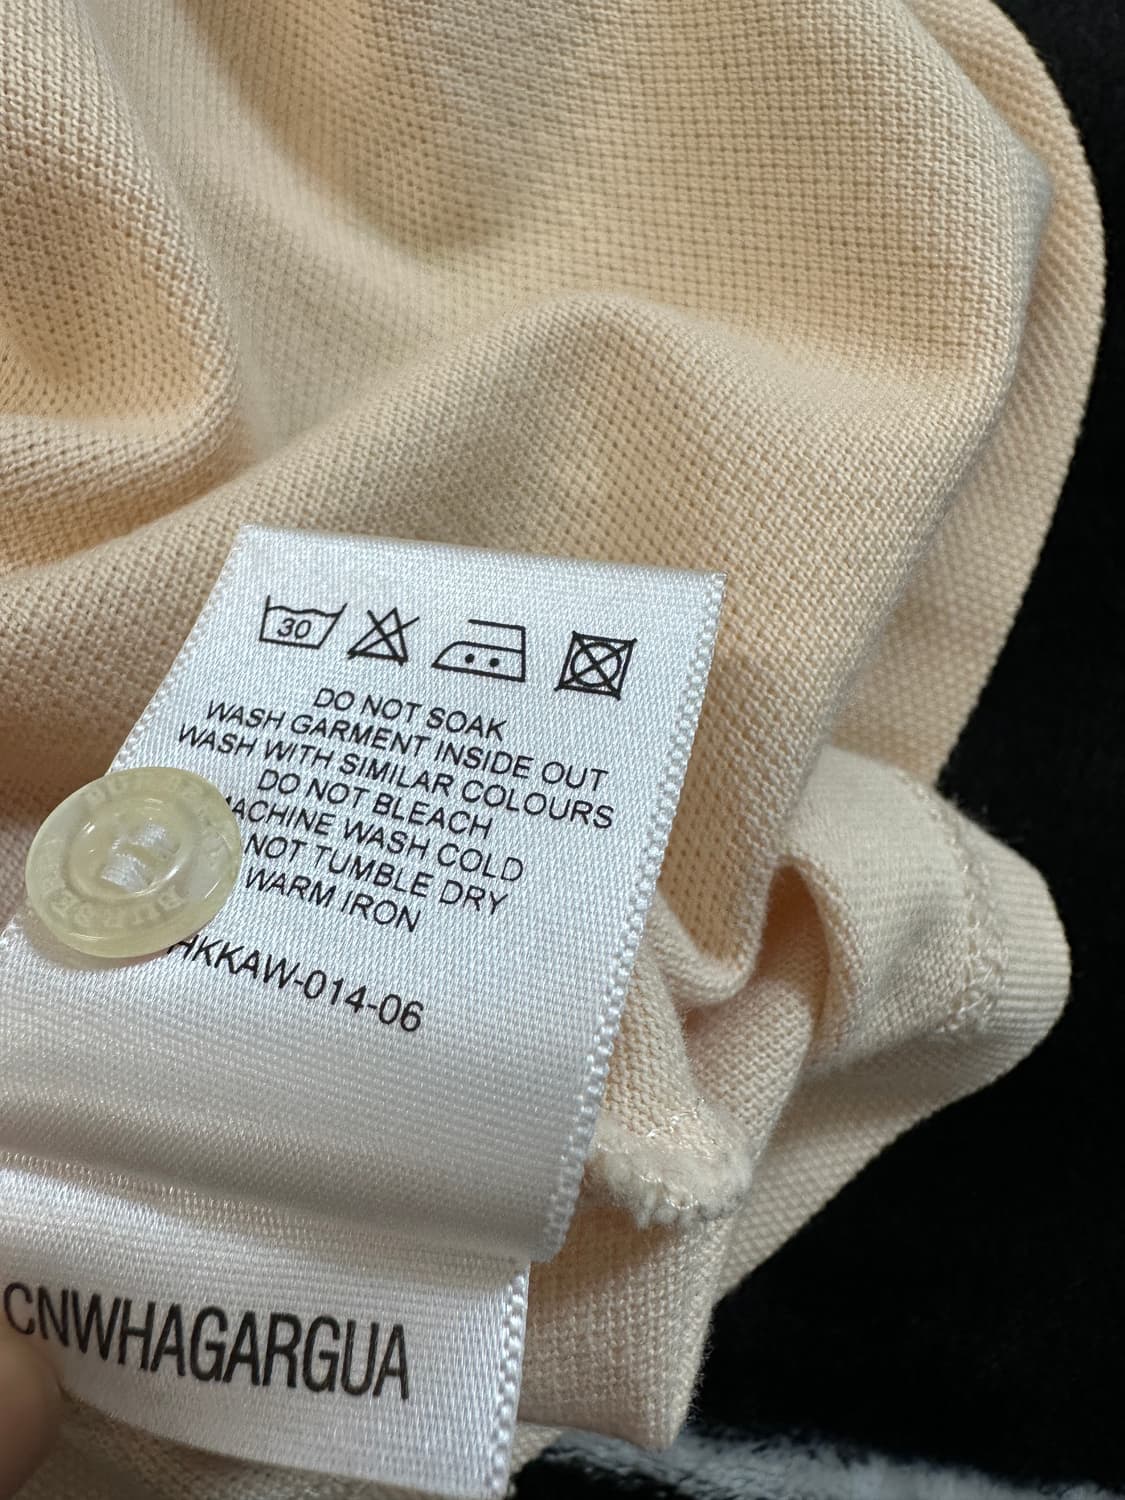 30
DO NOT SOAK
WASH GARMENT INSIDE OUT
WASH WITH SIMILAR COLOURS
DO NOT BLEACH
ACHINE WASH COLD
NOT TUMBLE DRY
WARM IRON
HKKAW-014-06
CNWHAGARGUA